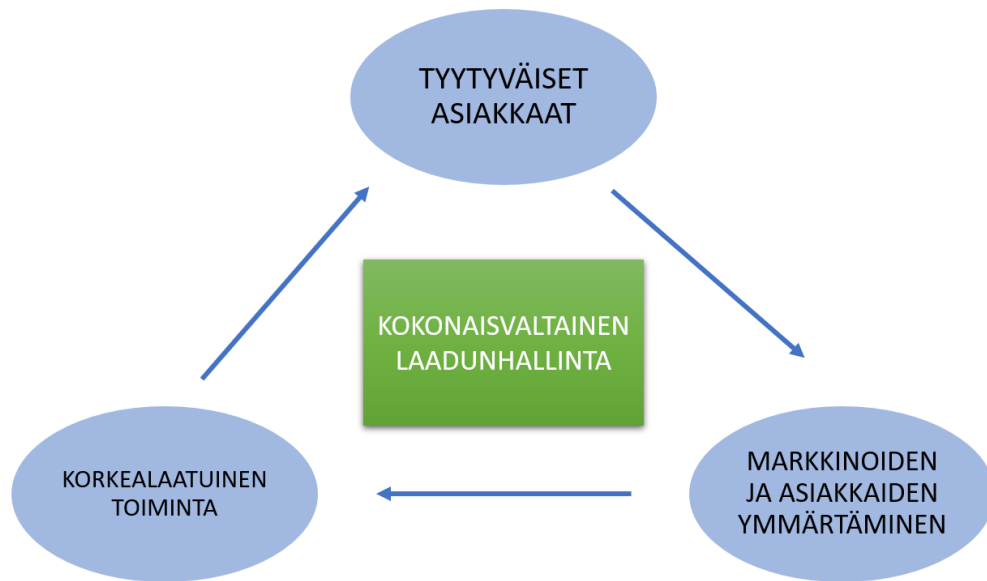 TYYTYVÄISET
ASIAKKAAT
KOKONAISVALTAINEN
LAADUNHALLINTA
KORKEALAATUINEN
TOIMINTA
MARKKINOIDEN
JA ASIAKKAIDEN
YMMÄRTÄMINEN